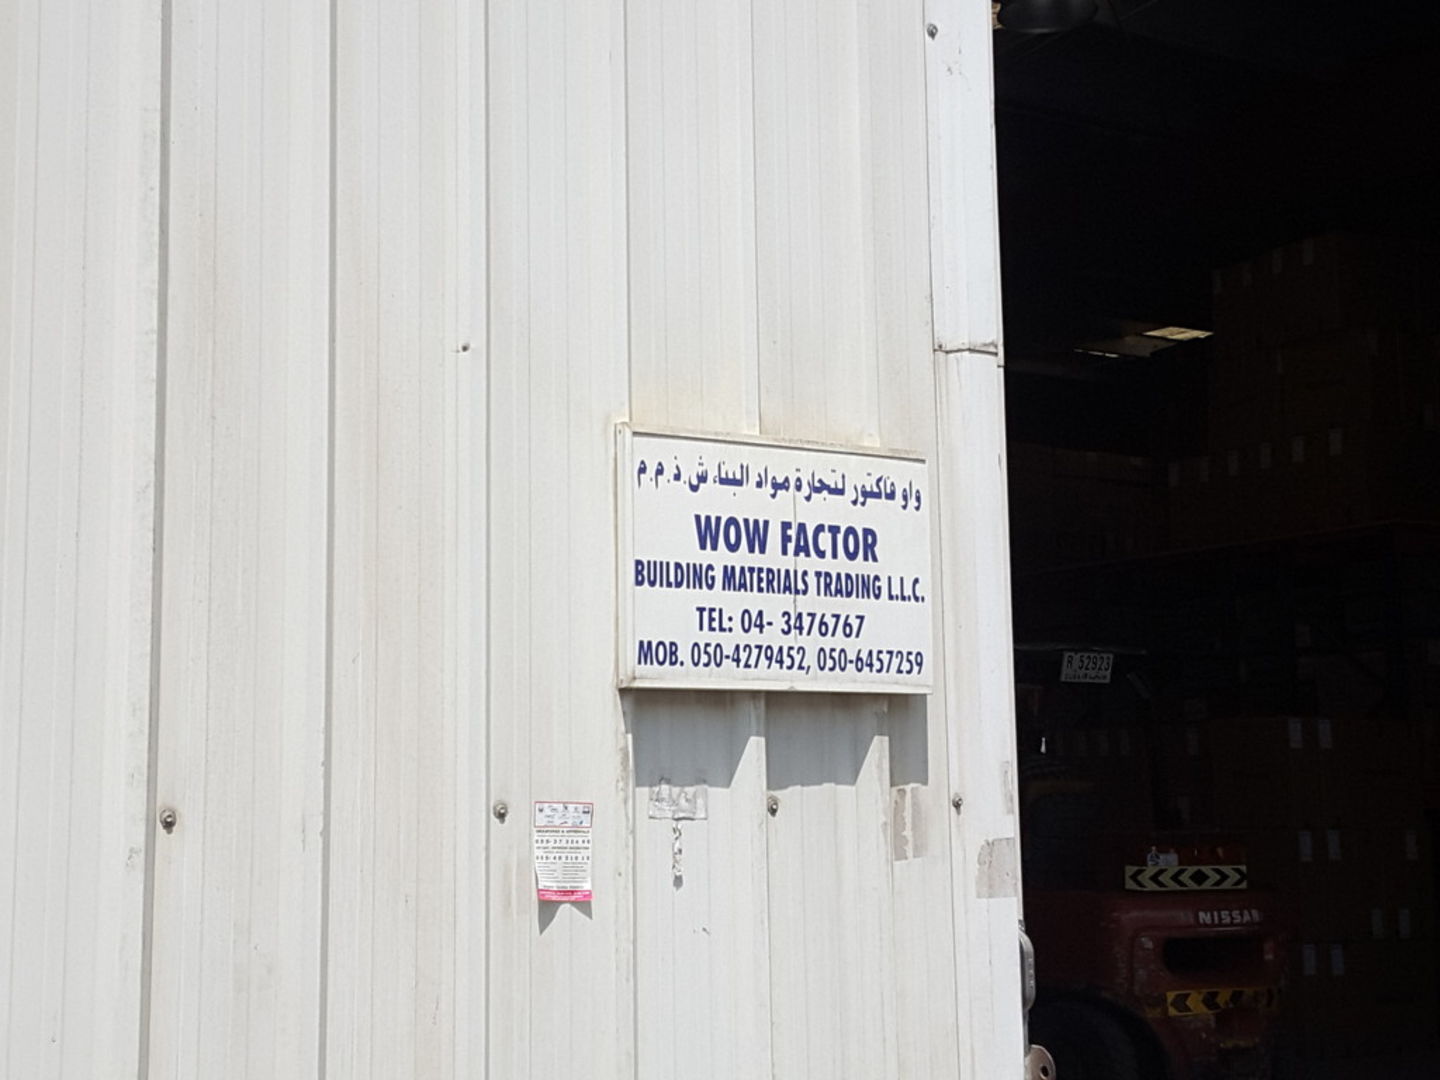 واو فاكتور لتجارة مواد البناء ش.ذ.م.م
WOW FACTOR
BUILDING MATERIALS TRADING L.L.C.
TEL: 04- 3476767
MOB. 050-4279452, 050-6457259
R 52923
NISSAN